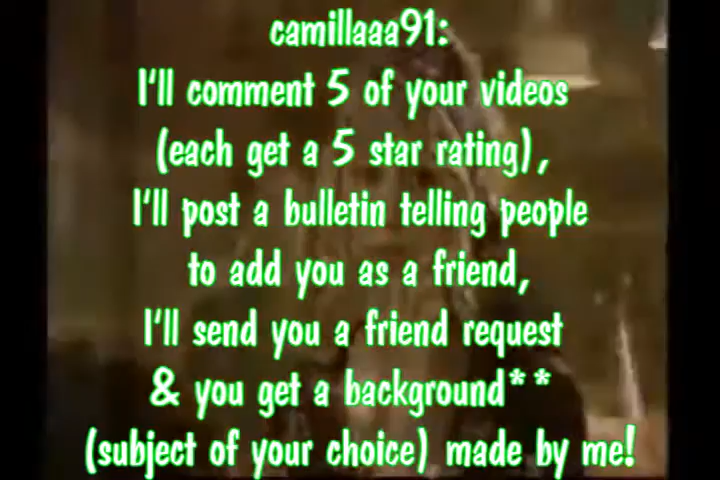 camillaaa91:
I'll comment 5 of your videos
(each get a 5 star rating),
I'll post a bulletin telling people
to add you as a friend,
I'll send you a friend request
& you get a background**
(subject of your choice) made by me!